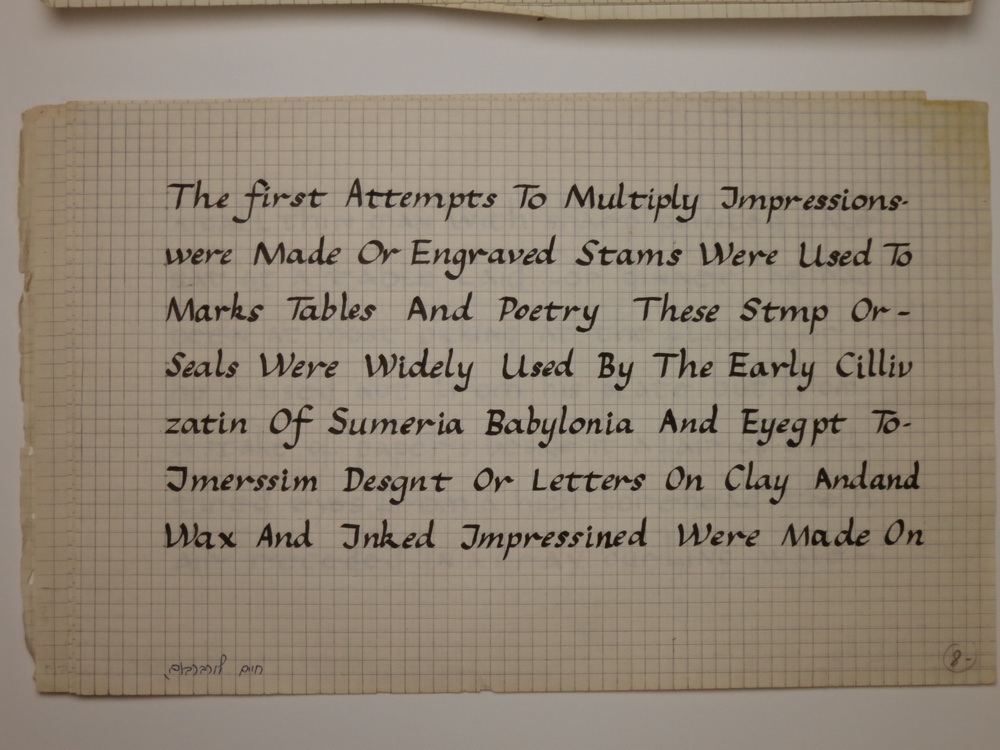 The first Attempts To Multiply Impressions-
were Made Or Engraved Stams Were Used To
Marks Tables And Poetry These Stmp Or-
Seals Were Widely Used By The Early Cilliv
zatin Of Sumeria Babylonia And Eyegpt To-
Imerssim Desgnt Or Letters On Clay Andand
Wax And Inked Impressined Were Made On
חיים
8-